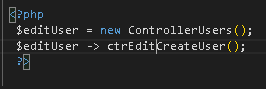 <?php
$editUser = new ControllerUsers();
$editUser -> ctrEditCreateUser();
?>